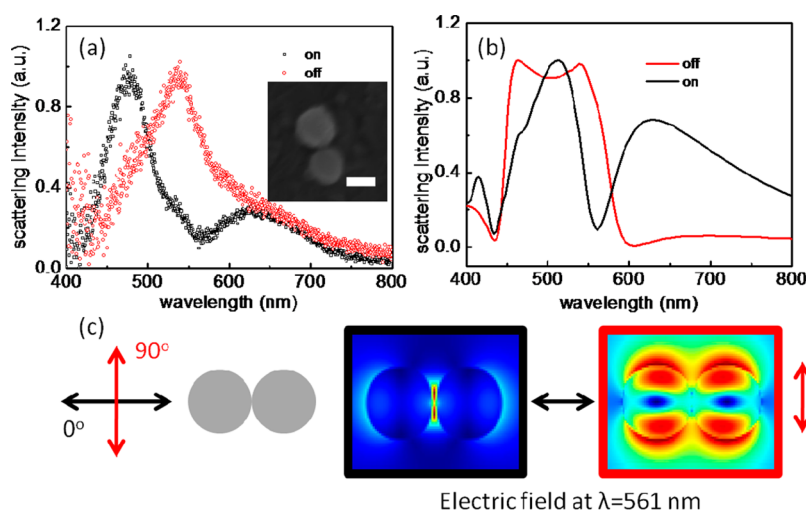 (a)
on
off
scattering intensity (a.u.)
1.2
0.8
0.4
0.0
400 500 600 700 800
wavelength (nm)
(b)
off
on
scattering intensity (a.u.)
1.2
0.8
0.4
0.0
400 500 600 700 800
wavelength (nm)
(c)
90°
0°
Electric field at λ=561 nm